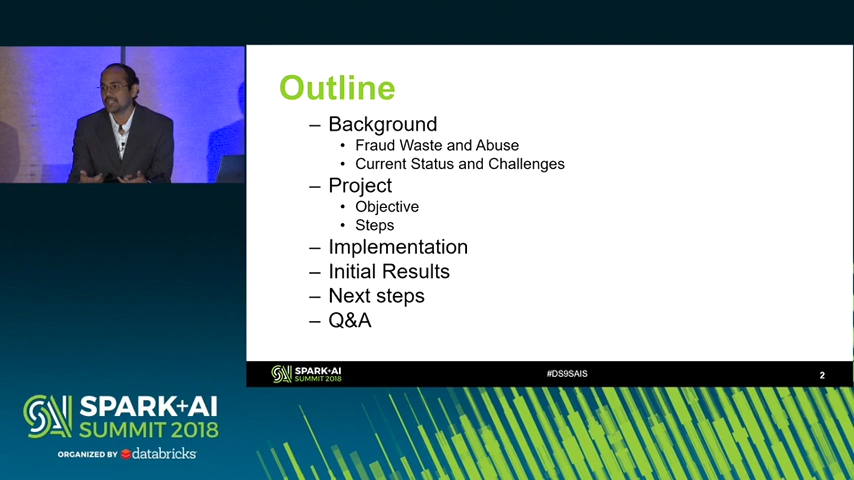 Outline
– Background
• Fraud Waste and Abuse
• Current Status and Challenges
– Project
• Objective
• Steps
– Implementation
– Initial Results
– Next steps
– Q&A
SPARK+AI
SUMMIT 2018
#DS9SAIS
2
SPARK+AI
SUMMIT 2018
ORGANIZED BY databricks